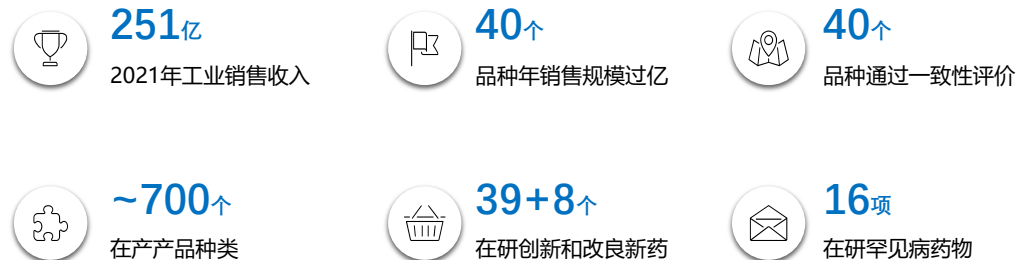 251亿
2021年工业销售收入
40个
品种年销售规模过亿
40个
品种通过一致性评价
~700个
在产产品种类
39+8个
在研创新和改良新药
16项
在研罕见病药物